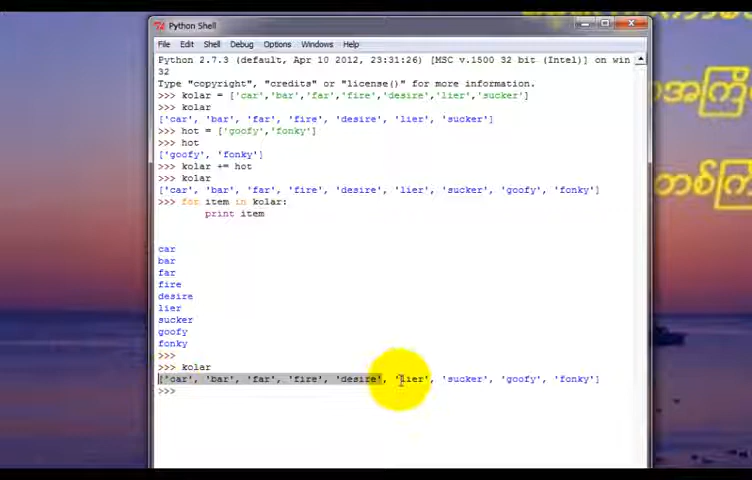 Python Shell
File Edit Shell Debug Options Windows Help
Python 2.7.3 (default, Apr 10 2012, 23:31:26) [MSC v.1500 32 bit (Intel)] on win
32
Type "copyright", "credits" or "license()" for more information.
>>> kolar = ['car','bar','far','fire','desire','lier','sucker']
>>> kolar
['car', 'bar', 'far', 'fire', 'desire', 'lier', 'sucker']
>>> hot = ['goofy','fonky']
>>> hot
['goofy', 'fonky']
>>> kolar += hot
>>> kolar
['car', 'bar', 'far', 'fire', 'desire', 'lier', 'sucker', 'goofy', 'fonky']
>>> for item in kolar:
print item
car
bar
far
fire
desire
lier
sucker
goofy
fonky
>>>
>>> kolar
['car', 'bar', 'far', 'fire', 'desire', 'lier', 'sucker', 'goofy', 'fonky']
>>>